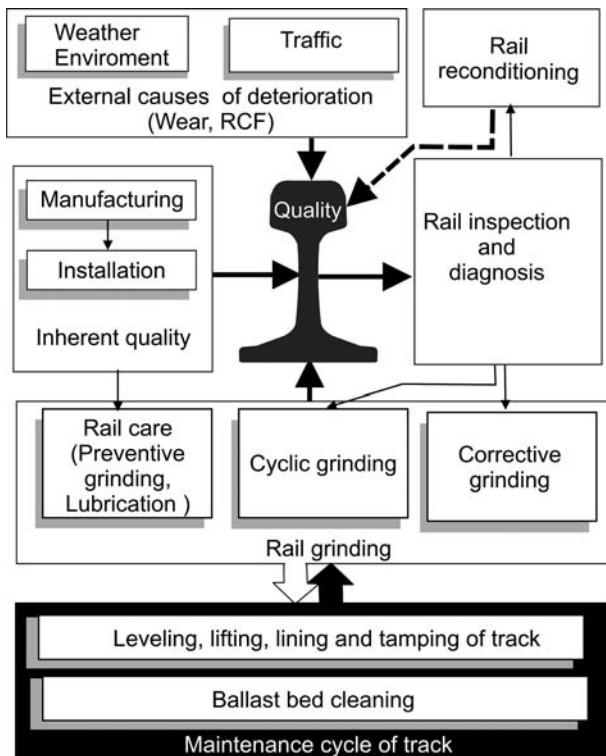 Weather
Enviroment
Traffic
External causes of deterioration
(Wear, RCF)
Rail
reconditioning
Manufacturing
Installation
Inherent quality
Quality
Rail inspection
and
diagnosis
Rail care
(Preventive
grinding,
Lubrication )
Cyclic grinding
Corrective
grinding
Rail grinding
Leveling, lifting, lining and tamping of track
Ballast bed cleaning
Maintenance cycle of track